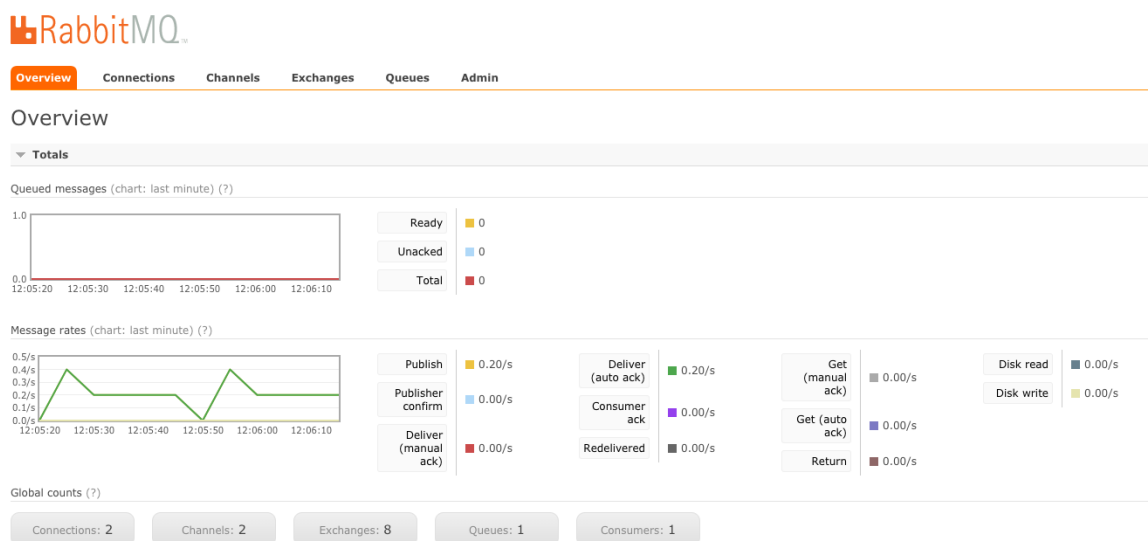 RabbitMQ
Overview Connections Channels Exchanges Queues Admin
Overview
Totals
Queued messages (chart: last minute) (?)
1.0
0.0
12:05:20 12:05:30 12:05:40 12:05:50 12:06:00 12:06:10
Ready 0
Unacked 0
Total 0
Message rates (chart: last minute) (?)
0.5/s
0.4/s
0.3/s
0.2/s
0.1/s
0.0/s
12:05:20 12:05:30 12:05:40 12:05:50 12:06:00 12:06:10
Publish 0.20/s
Publisher
confirm 0.00/s
Deliver
(manual
ack) 0.00/s
Deliver
(auto ack) 0.20/s
Consumer
ack 0.00/s
Redelivered 0.00/s
Get
(manual
ack) 0.00/s
Get (auto
ack) 0.00/s
Return 0.00/s
Disk read 0.00/s
Disk write 0.00/s
Global counts (?)
Connections: 2 Channels: 2 Exchanges: 8 Queues: 1 Consumers: 1